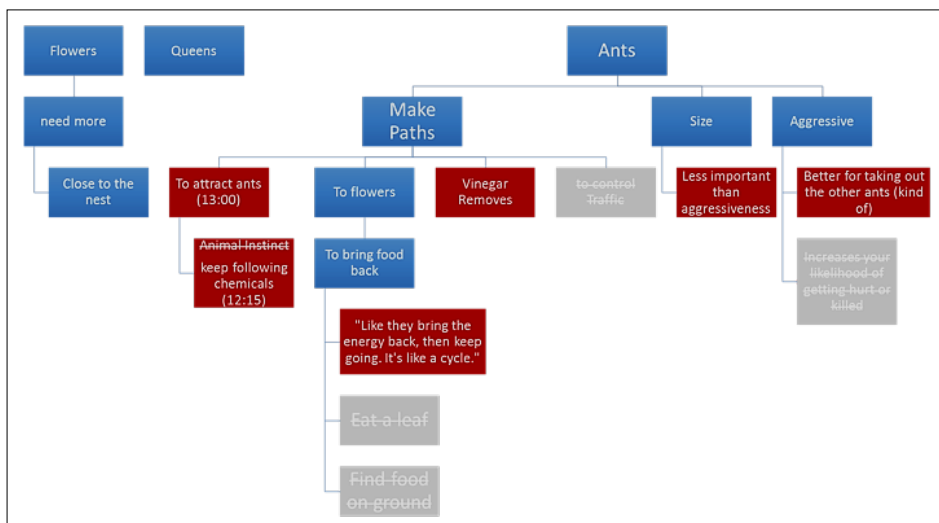 Flowers
Queens
Ants
need more
Make
Paths
Size
Aggressive
Close to the
nest
To attract ants
(13:00)
To flowers
Vinegar
Removes
to control
Traffic
Less important
than
aggressiveness
Better for taking out
the other ants (kind
of)
Animal Instinct
keep following
chemicals
(12:15)
To bring food
back
Increases your
likelihood of
getting hurt or
killed
"Like they bring the
energy back, then keep
going. It's like a cycle."
Eat a leaf
Find food
on ground